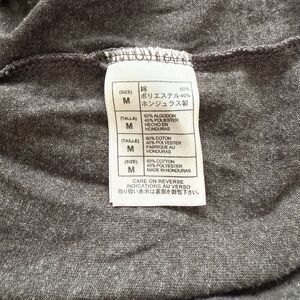 (SIZE) M 綿 60%
ポリエステル 40%
ホンジュラス製
(TALLA) M 60% ALGODON
40% POLIESTER
HECHO EN
HONDURAS
(TAILLE) M 60% COTON
40% POLYESTER
FABRIQUE AU
HONDURAS
(SIZE) M 60% COTTON
40% POLYESTER
MADE IN HONDURAS
CARE ON REVERSE
INDICATIONS AU VERSO
取り扱い表示は裏面を御覧下さい。